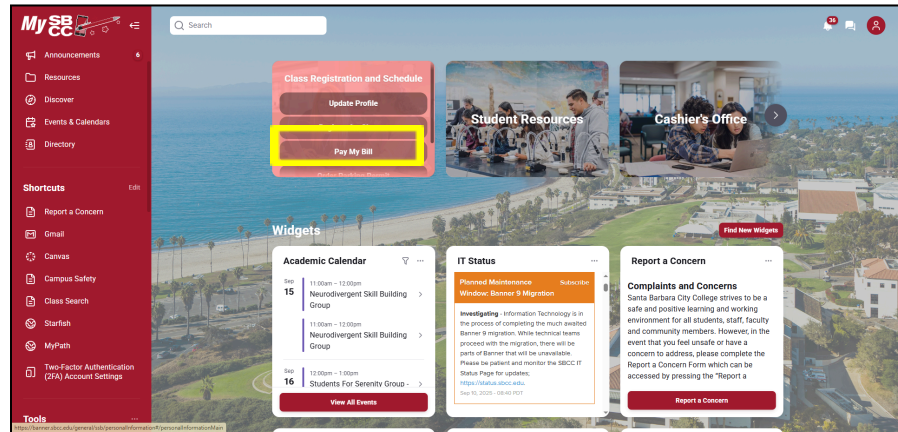 My SB CC
Search
36
Announcements 6
Resources
Discover
Events & Calendars
Directory
Shortcuts Edit
Report a Concern
Gmail
Canvas
Campus Safety
Class Search
Starfish
MyPath
Two-Factor Authentication
(2FA) Account Settings
Tools
Class Registration and Schedule
Update Profile
Pay My Bill
Order Parking Permit
Student Resources
Cashier's Office
Widgets
Find New Widgets
Academic Calendar
Sep
15
11:00am – 12:00pm
Neurodivergent Skill Building
Group
11:00am – 12:00pm
Neurodivergent Skill Building
Group
Sep
16
12:00pm – 1:00pm
Students For Serenity Group -
View All Events
IT Status
Planned Maintenance Subscribe
Window: Banner 9 Migration
Investigating - Information Technology is in
the process of completing the much awaited
Banner 9 migration. While technical teams
proceed with the migration, there will be
parts of Banner that will be unavailable.
Please be patient and monitor the SBCC IT
Status Page for updates;
https://status.sbcc.edu.
Sep 10, 2025 - 08:40 PDT
Report a Concern
Complaints and Concerns
Santa Barbara City College strives to be a
safe and positive learning and working
environment for all students, staff, faculty
and community members. However, in the
event that you feel unsafe or have a
concern to address, please complete the
Report a Concern Form which can be
accessed by pressing the "Report a
Report a Concern
https://banner.sbcc.edu/general/ssb/personalInformation#/personalInformationMain